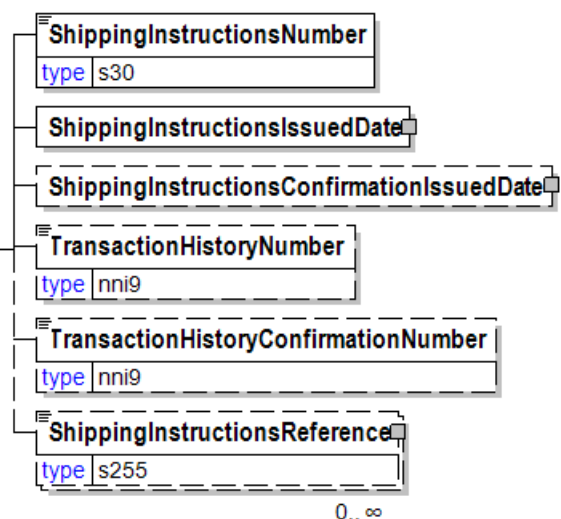 ShippingInstructionsNumber
type s30
ShippingInstructionsIssuedDate
ShippingInstructionsConfirmationIssuedDate
TransactionHistoryNumber
type nni9
TransactionHistoryConfirmationNumber
type nni9
ShippingInstructionsReference
type s255
0..∞